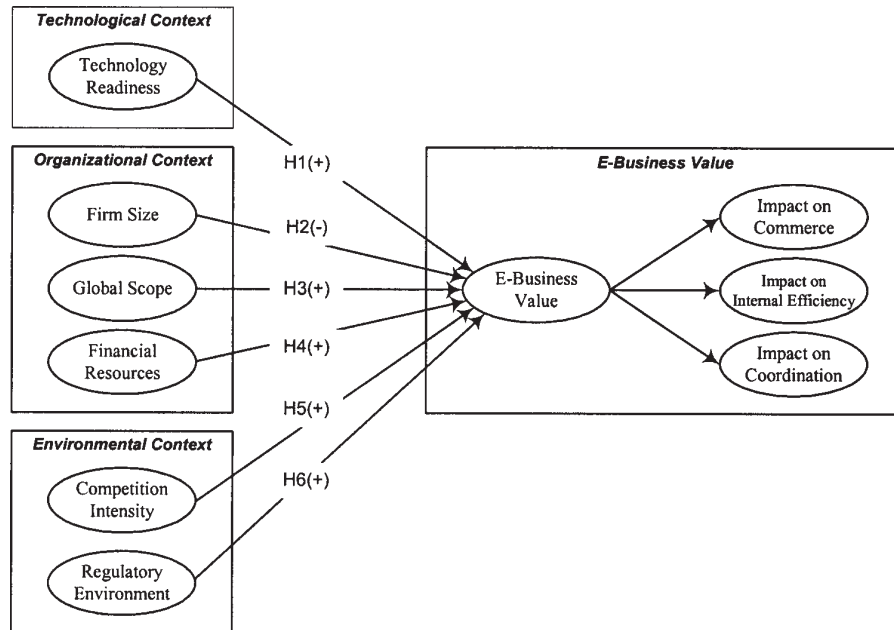 Technological Context
Technology
Readiness
H1(+)
Organizational Context
Firm Size
H2(-)
Global Scope
H3(+)
Financial
Resources
H4(+)
Environmental Context
Competition
Intensity
H5(+)
Regulatory
Environment
H6(+)
E-Business Value
E-Business
Value
Impact on
Commerce
Impact on
Internal Efficiency
Impact on
Coordination